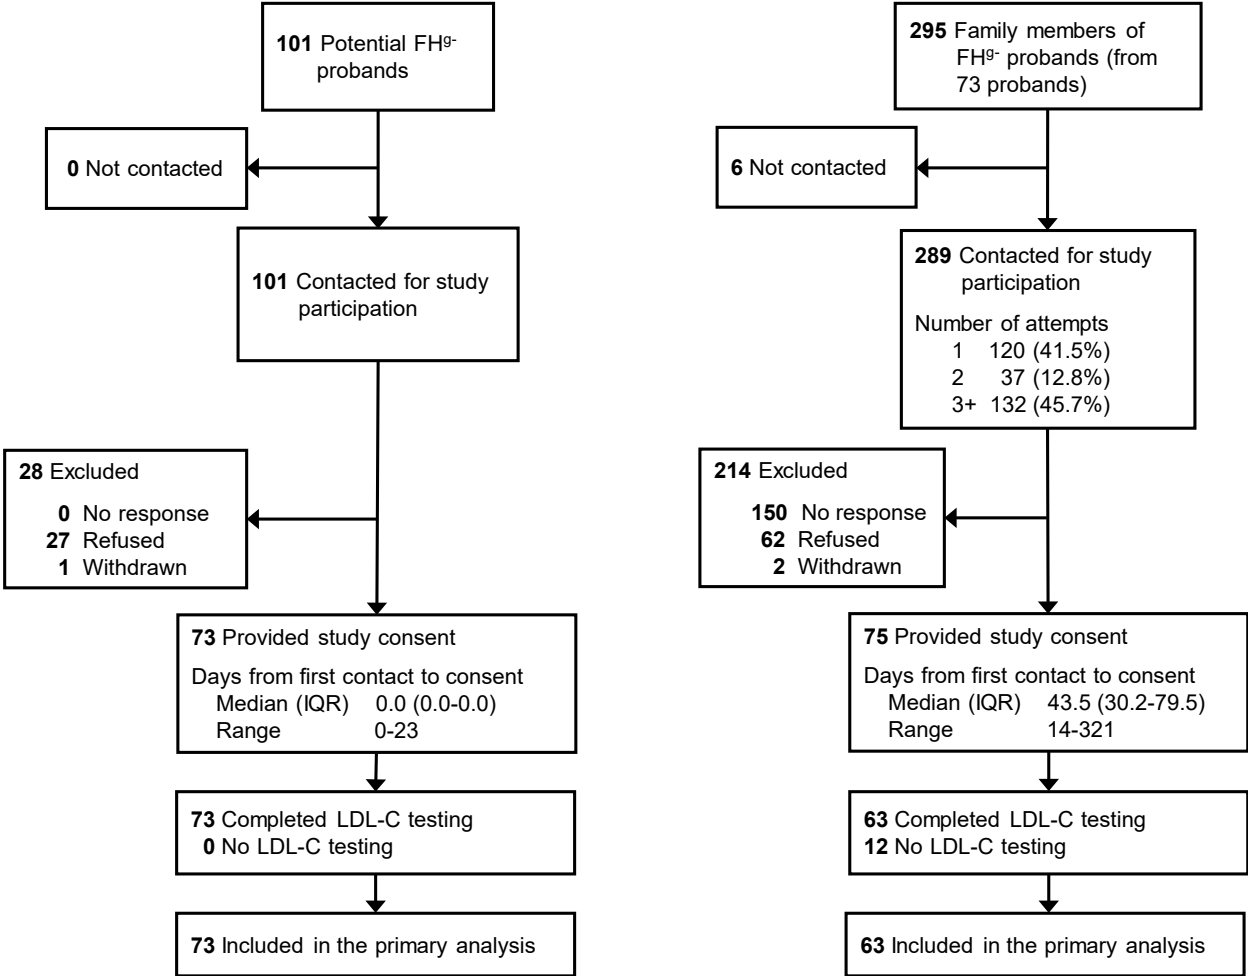 101 Potential FHg-
probands
0 Not contacted
101 Contacted for study
participation
28 Excluded
0 No response
27 Refused
1 Withdrawn
73 Provided study consent
Days from first contact to consent
Median (IQR) 0.0 (0.0-0.0)
Range 0-23
73 Completed LDL-C testing
0 No LDL-C testing
73 Included in the primary analysis
295 Family members of
FHg- probands (from
73 probands)
6 Not contacted
289 Contacted for study
participation
Number of attempts
1 120 (41.5%)
2 37 (12.8%)
3+ 132 (45.7%)
214 Excluded
150 No response
62 Refused
2 Withdrawn
75 Provided study consent
Days from first contact to consent
Median (IQR) 43.5 (30.2-79.5)
Range 14-321
63 Completed LDL-C testing
12 No LDL-C testing
63 Included in the primary analysis